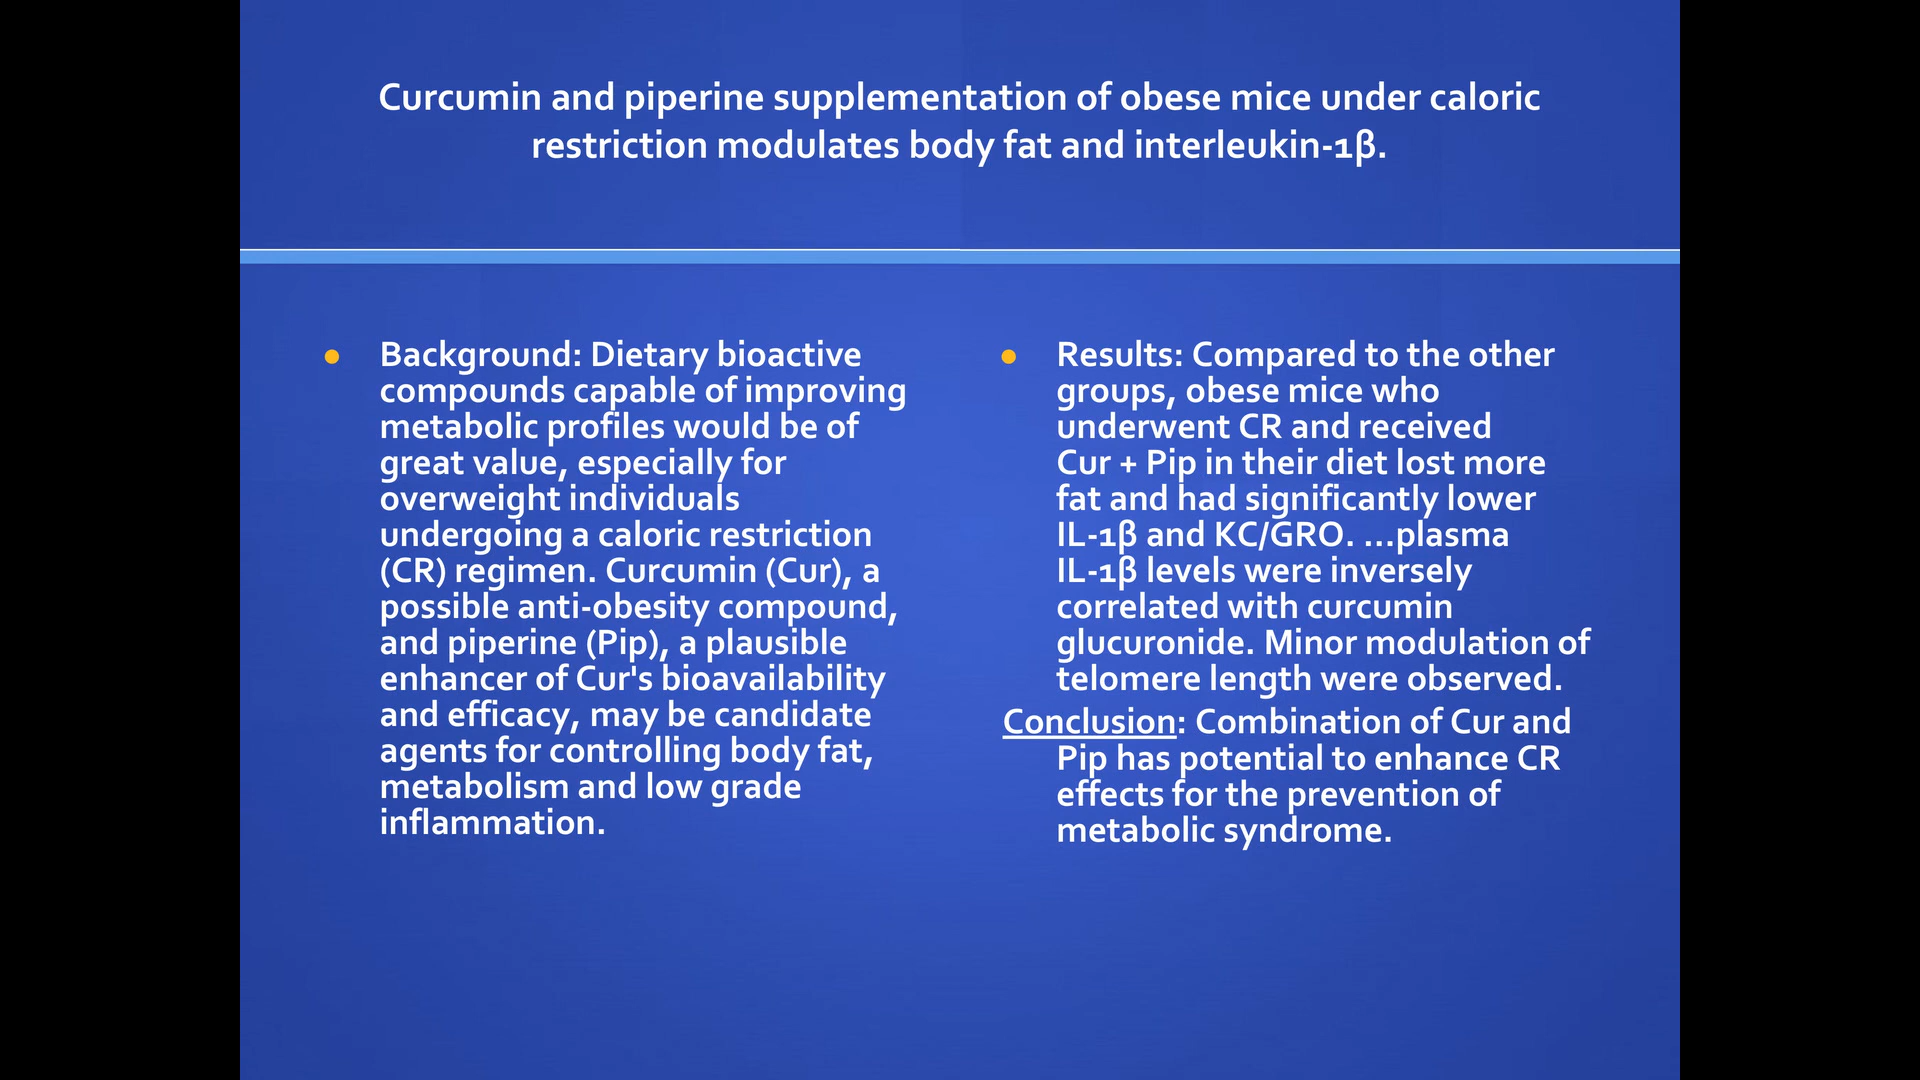 Curcumin and piperine supplementation of obese mice under caloric
restriction modulates body fat and interleukin-1β.
Background: Dietary bioactive
compounds capable of improving
metabolic profiles would be of
great value, especially for
overweight individuals
undergoing a caloric restriction
(CR) regimen. Curcumin (Cur), a
possible anti-obesity compound,
and piperine (Pip), a plausible
enhancer of Cur's bioavailability
and efficacy, may be candidate
agents for controlling body fat,
metabolism and low grade
inflammation.
Results: Compared to the other
groups, obese mice who
underwent CR and received
Cur + Pip in their diet lost more
fat and had significantly lower
IL-1β and KC/GRO. ...plasma
IL-1β levels were inversely
correlated with curcumin
glucuronide. Minor modulation of
telomere length were observed.
Conclusion: Combination of Cur and
Pip has potential to enhance CR
effects for the prevention of
metabolic syndrome.